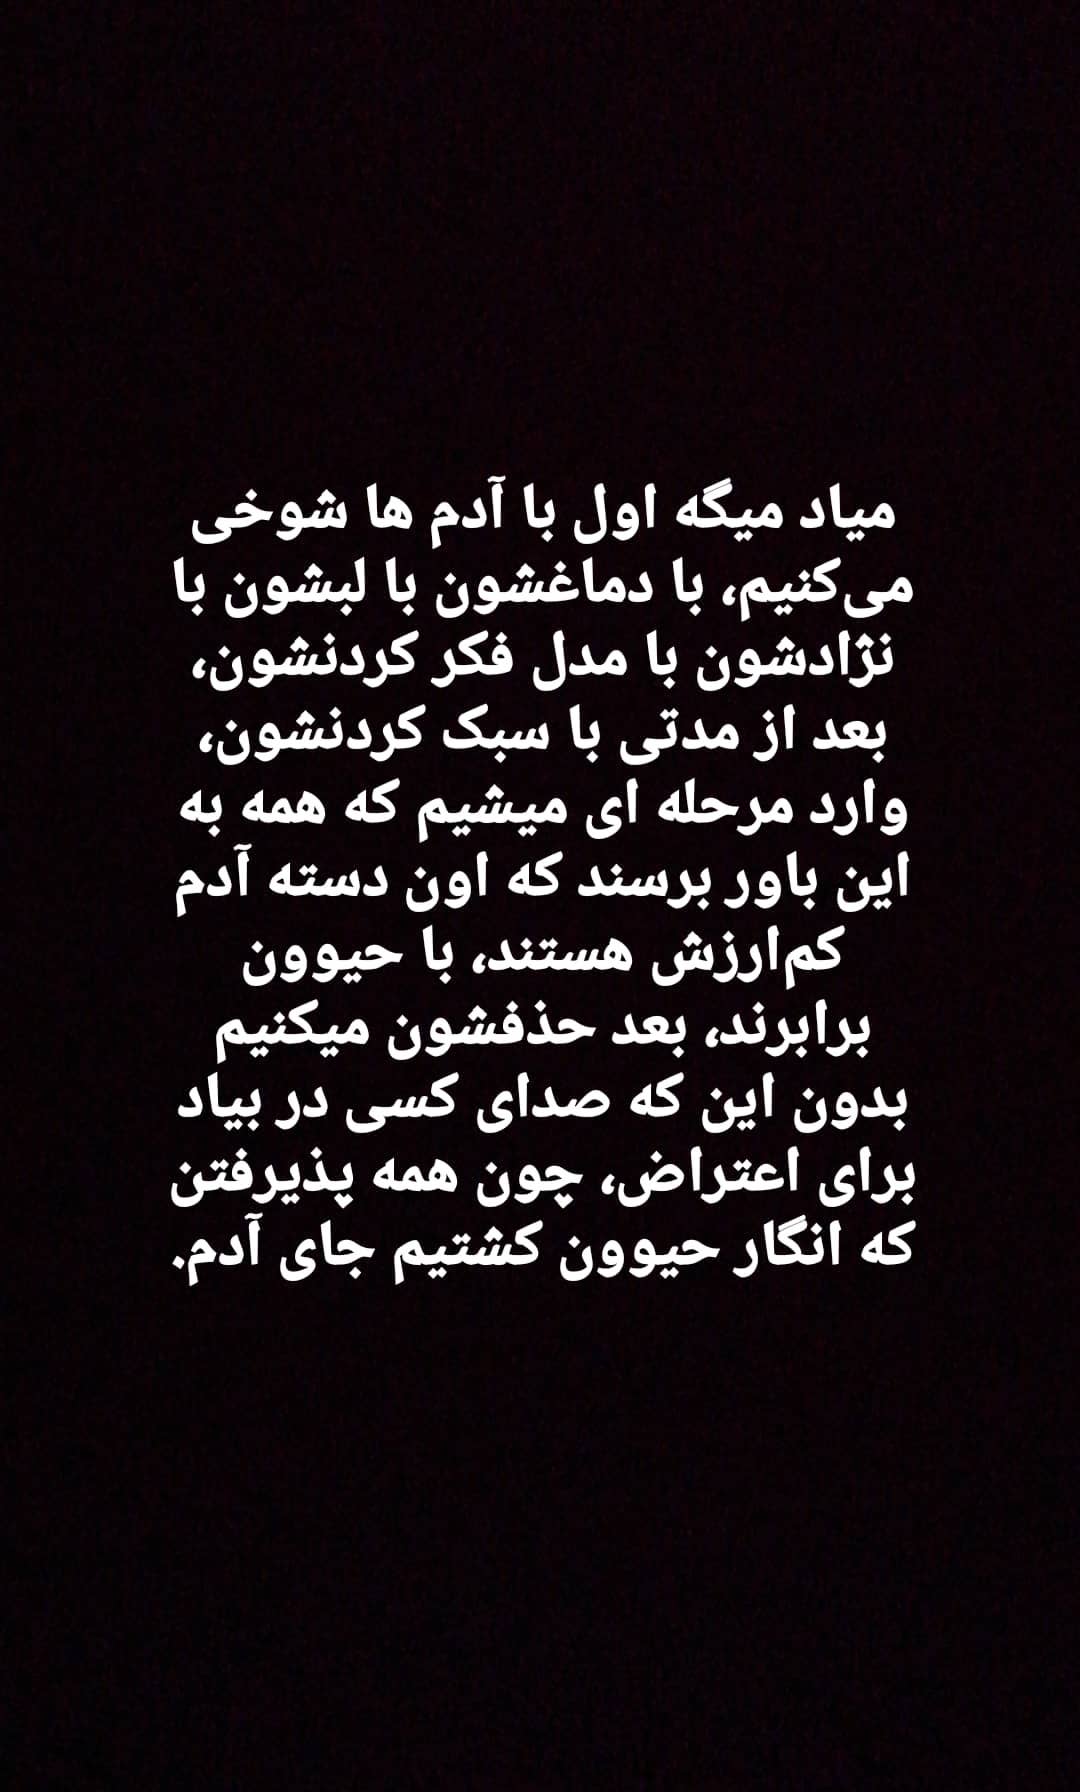 میاد میگه اول با آدم ها شوخی
می‌کنیم، با دماغشون با لبشون با
نژادشون با مدل فکر کردنشون،
بعد از مدتی با سبک کردنشون،
وارد مرحله ای میشیم که همه به
این باور برسند که اون دسته آدم
کم‌ارزش هستند، با حیوون
برابرند، بعد حذفشون میکنیم
بدون این که صدای کسی در بیاد
برای اعتراض، چون همه پذیرفتن
که انگار حیوون کشتیم جای آدم.